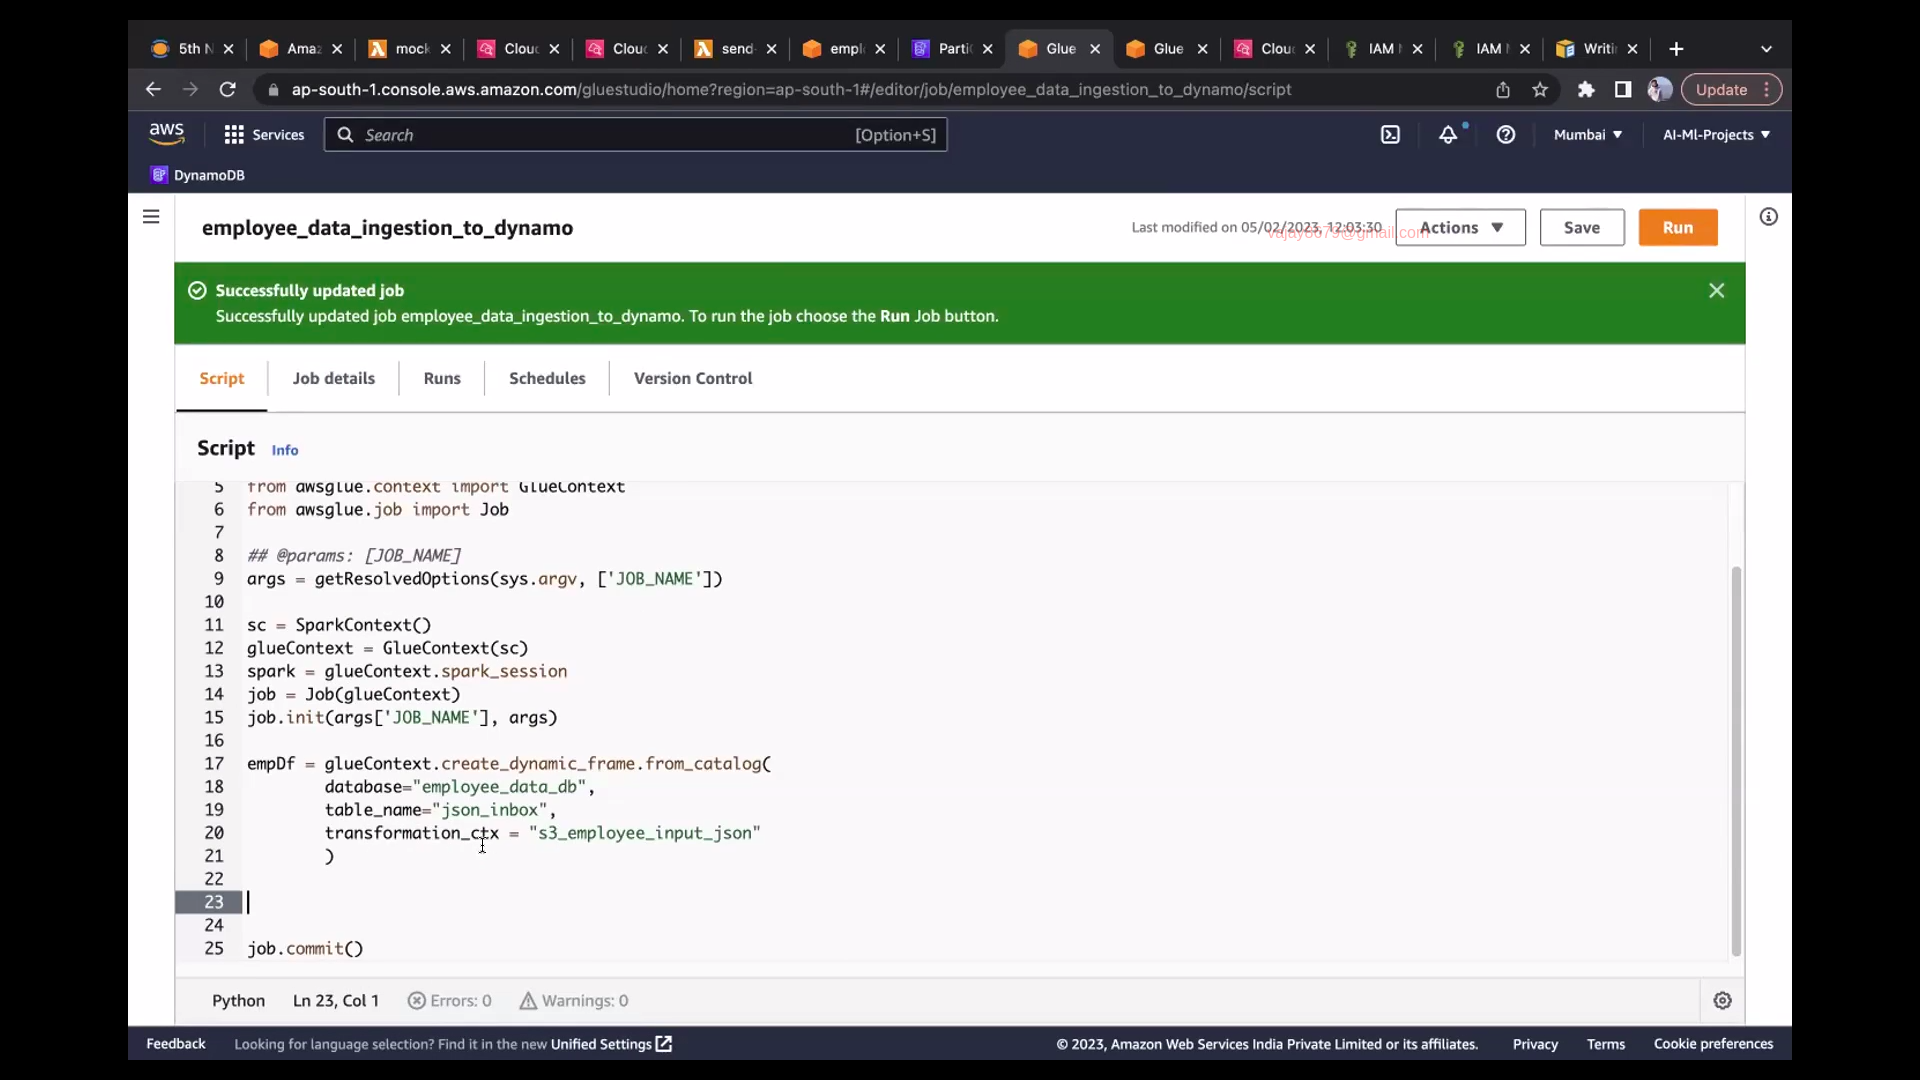 5th N
Ama
mock
Clou
Clou
send
empl
Parti
Glue
Glue
Clou
IAM
IAM
Writi
ap-south-1.console.aws.amazon.com/gluestudio/home?region=ap-south-1#/editor/job/employee_data_ingestion_to_dynamo/script
Update
aws
Services
Search
[Option+S]
Mumbai
AI-Ml-Projects
DynamoDB
employee_data_ingestion_to_dynamo
Last modified on 05/02/2023, 12:03:30
Actions
Save
Run
Successfully updated job
Successfully updated job employee_data_ingestion_to_dynamo. To run the job choose the Run Job button.
Script
Job details
Runs
Schedules
Version Control
Script Info
5 from awsglue.context import GlueContext
6 from awsglue.job import Job
7
8 ## @params: [JOB_NAME]
9 args = getResolvedOptions(sys.argv, ['JOB_NAME'])
10
11 sc = SparkContext()
12 glueContext = GlueContext(sc)
13 spark = glueContext.spark_session
14 job = Job(glueContext)
15 job.init(args['JOB_NAME'], args)
16
17 empDf = glueContext.create_dynamic_frame.from_catalog(
18 database="employee_data_db",
19 table_name="json_inbox",
20 transformation_ctx = "s3_employee_input_json"
21 )
22
23
24
25 job.commit()
Python Ln 23, Col 1 Errors: 0 Warnings: 0
Feedback Looking for language selection? Find it in the new Unified Settings
© 2023, Amazon Web Services India Private Limited or its affiliates. Privacy Terms Cookie preferences